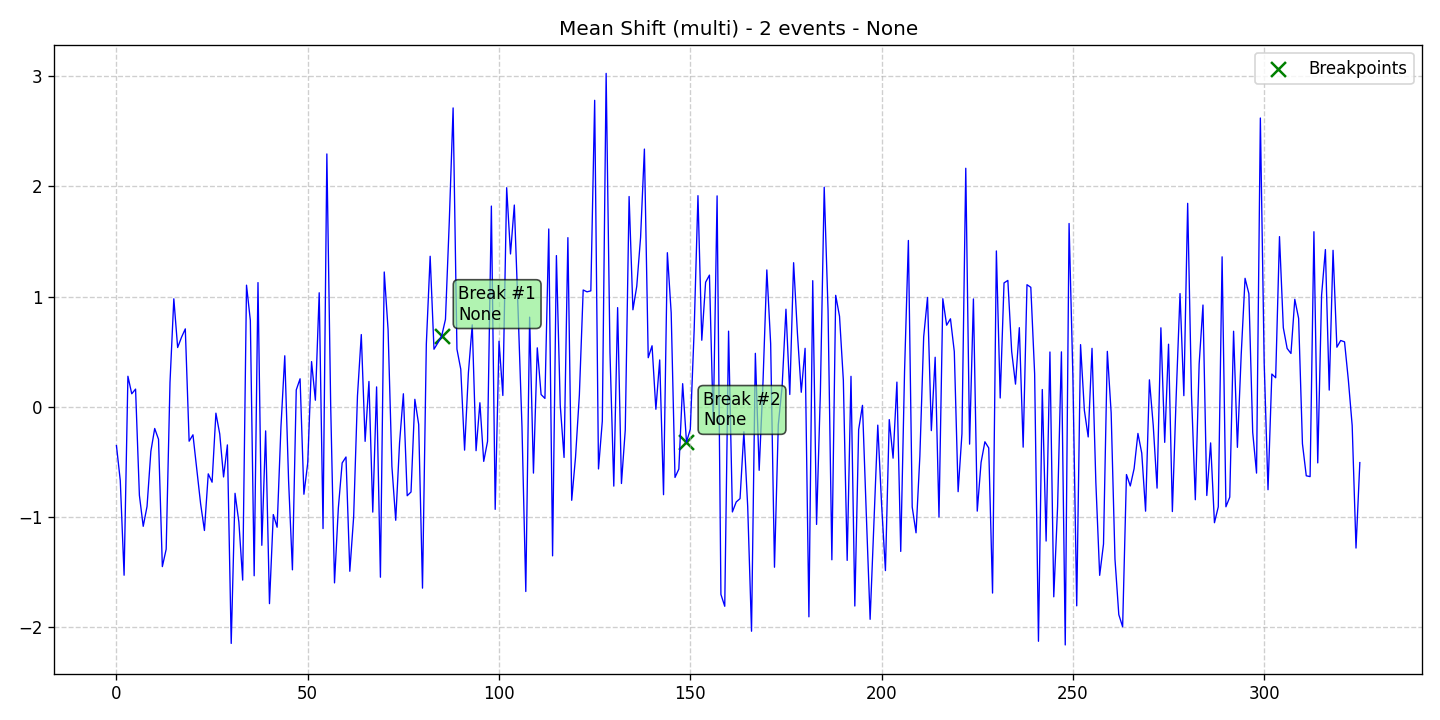 Mean Shift (multi) - 2 events - None
Breakpoints
3
2
1
0
−1
−2
Break #1
None
Break #2
None
0
50
100
150
200
250
300